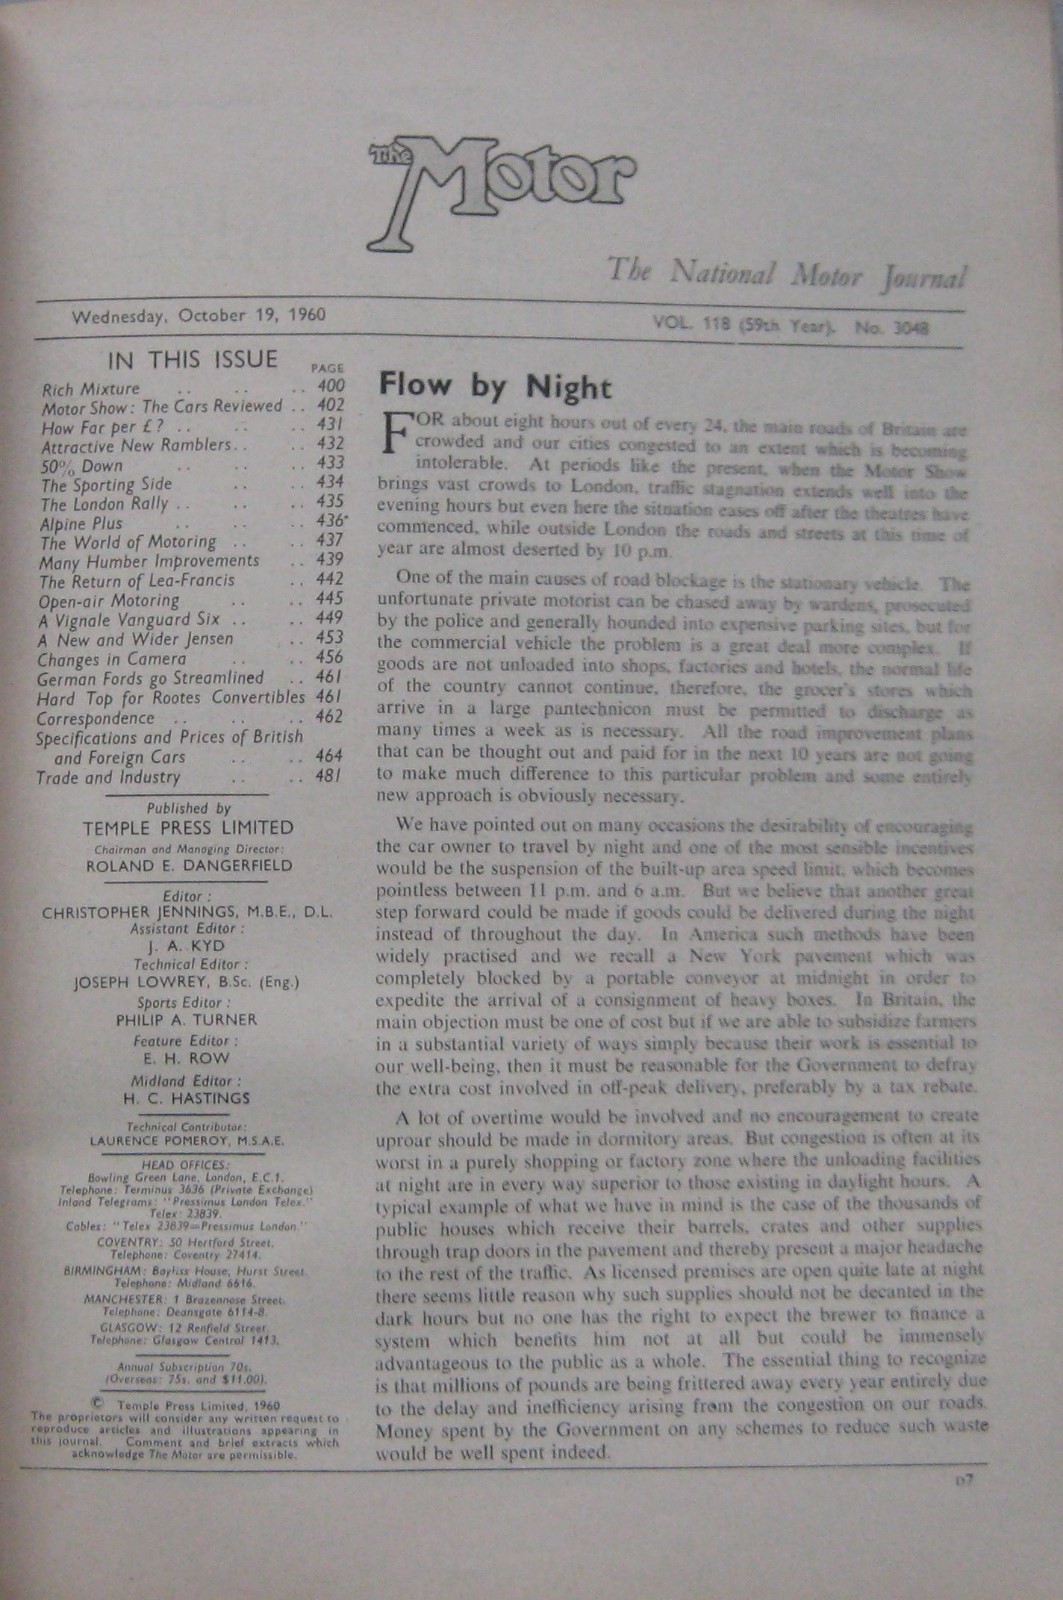 The Motor
The National Motor Journal
Wednesday, October 19, 1960
VOL. 118 (59th Year). No. 3048
IN THIS ISSUE
PAGE
Rich Mixture .. .. .. 400
Motor Show: The Cars Reviewed .. 402
How Far per £? .. .. .. 431
Attractive New Ramblers .. .. 432
50% Down .. .. .. 433
The Sporting Side .. .. 434
The London Rally .. .. .. 435
Alpine Plus .. .. .. 436
The World of Motoring .. .. 437
Many Humber Improvements .. 439
The Return of Lea-Francis .. 442
Open-air Motoring .. .. 445
A Vignale Vanguard Six .. .. 449
A New and Wider Jensen .. 453
Changes in Camera .. .. 456
German Fords go Streamlined .. 461
Hard Top for Rootes Convertibles 461
Correspondence .. .. .. 462
Specifications and Prices of British
and Foreign Cars .. .. 464
Trade and Industry .. .. 481
Published by
TEMPLE PRESS LIMITED
Chairman and Managing Director:
ROLAND E. DANGERFIELD
Editor:
CHRISTOPHER JENNINGS, M.B.E., D.L.
Assistant Editor:
J. A. KYD
Technical Editor:
JOSEPH LOWREY, B.Sc. (Eng.)
Sports Editor:
PHILIP A. TURNER
Feature Editor:
E. H. ROW
Midland Editor:
H. C. HASTINGS
Technical Contributor:
LAURENCE POMEROY, M.S.A.E.
HEAD OFFICES:
Bowling Green Lane, London, E.C.1.
Telephone: Terminus 3636 (Private Exchange)
Inland Telegrams: "Pressimus London Telex."
Telex: 23839.
Cables: "Telex 23839=Pressimus London."
COVENTRY: 50 Hertford Street.
Telephone: Coventry 27414.
BIRMINGHAM: Bayliss House, Hurst Street.
Telephone: Midland 6616.
MANCHESTER: 1 Brazennose Street.
Telephone: Deansgate 6114-8.
GLASGOW: 12 Renfield Street.
Telephone: Glasgow Central 1413.
Annual Subscription 70s.
(Overseas: 75s. and $11.00).
© Temple Press Limited, 1960
The proprietors will consider any written request to
reproduce articles and illustrations appearing in
this journal. Comment and brief extracts which
acknowledge The Motor are permissible.
Flow by Night
FOR about eight hours out of every 24, the main roads of Britain are
crowded and our cities congested to an extent which is becoming
intolerable. At periods like the present, when the Motor Show
brings vast crowds to London, traffic stagnation extends well into the
evening hours but even here the situation eases off after the theatres have
commenced, while outside London the roads and streets at this time of
year are almost deserted by 10 p.m.
One of the main causes of road blockage is the stationary vehicle. The
unfortunate private motorist can be chased away by wardens, prosecuted
by the police and generally hounded into expensive parking sites, but for
the commercial vehicle the problem is a great deal more complex. If
goods are not unloaded into shops, factories and hotels, the normal life
of the country cannot continue, therefore, the grocer's stores which
arrive in a large pantechnicon must be permitted to discharge as
many times a week as is necessary. All the road improvement plans
that can be thought out and paid for in the next 10 years are not going
to make much difference to this particular problem and some entirely
new approach is obviously necessary.
We have pointed out on many occasions the desirability of encouraging
the car owner to travel by night and one of the most sensible incentives
would be the suspension of the built-up area speed limit, which becomes
pointless between 11 p.m. and 6 a.m. But we believe that another great
step forward could be made if goods could be delivered during the night
instead of throughout the day. In America such methods have been
widely practised and we recall a New York pavement which was
completely blocked by a portable conveyor at midnight in order to
expedite the arrival of a consignment of heavy boxes. In Britain, the
main objection must be one of cost but if we are able to subsidize farmers
in a substantial variety of ways simply because their work is essential to
our well-being, then it must be reasonable for the Government to defray
the extra cost involved in off-peak delivery, preferably by a tax rebate.
A lot of overtime would be involved and no encouragement to create
uproar should be made in dormitory areas. But congestion is often at its
worst in a purely shopping or factory zone where the unloading facilities
at night are in every way superior to those existing in daylight hours. A
typical example of what we have in mind is the case of the thousands of
public houses which receive their barrels, crates and other supplies
through trap doors in the pavement and thereby present a major headache
to the rest of the traffic. As licensed premises are open quite late at night
there seems little reason why such supplies should not be decanted in the
dark hours but no one has the right to expect the brewer to finance a
system which benefits him not at all but could be immensely
advantageous to the public as a whole. The essential thing to recognize
is that millions of pounds are being frittered away every year entirely due
to the delay and inefficiency arising from the congestion on our roads.
Money spent by the Government on any schemes to reduce such waste
would be well spent indeed.